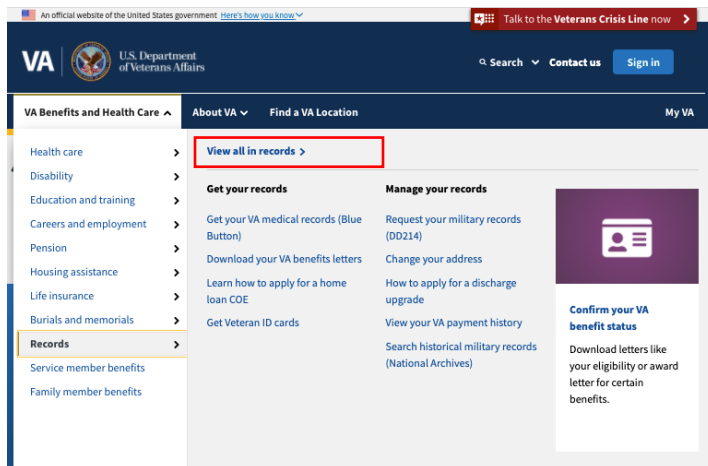 An official website of the United States government Here's how you know
Talk to the Veterans Crisis Line now
VA
U.S. Department
of Veterans Affairs
Search
Contact us
Sign in
VA Benefits and Health Care
About VA
Find a VA Location
My VA
Health care
Disability
Education and training
Careers and employment
Pension
Housing assistance
Life insurance
Burials and memorials
Records
Service member benefits
Family member benefits
View all in records
Get your records
Get your VA medical records (Blue
Button)
Download your VA benefits letters
Learn how to apply for a home
loan COE
Get Veteran ID cards
Manage your records
Request your military records
(DD214)
Change your address
How to apply for a discharge
upgrade
View your VA payment history
Search historical military records
(National Archives)
Confirm your VA
benefit status
Download letters like
your eligibility or award
letter for certain
benefits.